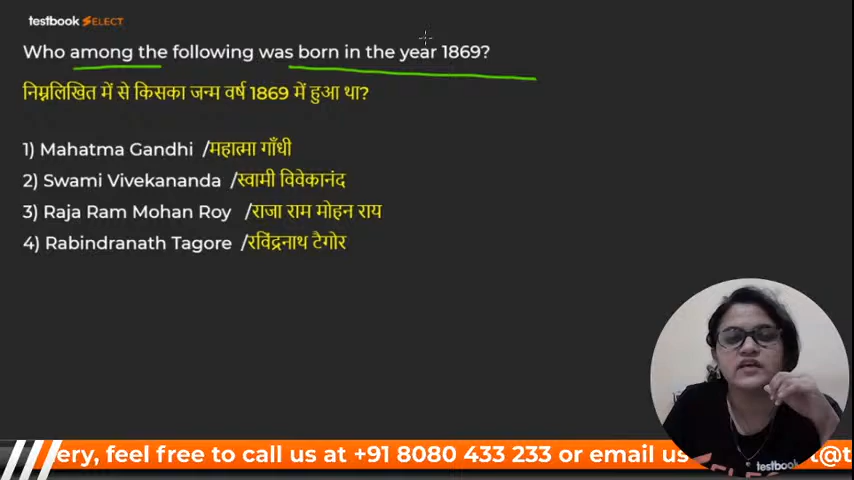 testbook SELECT
Who among the following was born in the year 1869?
निम्नलिखित में से किसका जन्म वर्ष 1869 में हुआ था?
1) Mahatma Gandhi /महात्मा गाँधी
2) Swami Vivekananda /स्वामी विवेकानंद
3) Raja Ram Mohan Roy /राजा राम मोहन राय
4) Rabindranath Tagore /रविंद्रनाथ टैगोर
ery, feel free to call us at +91 8080 433 233 or email us
testbook